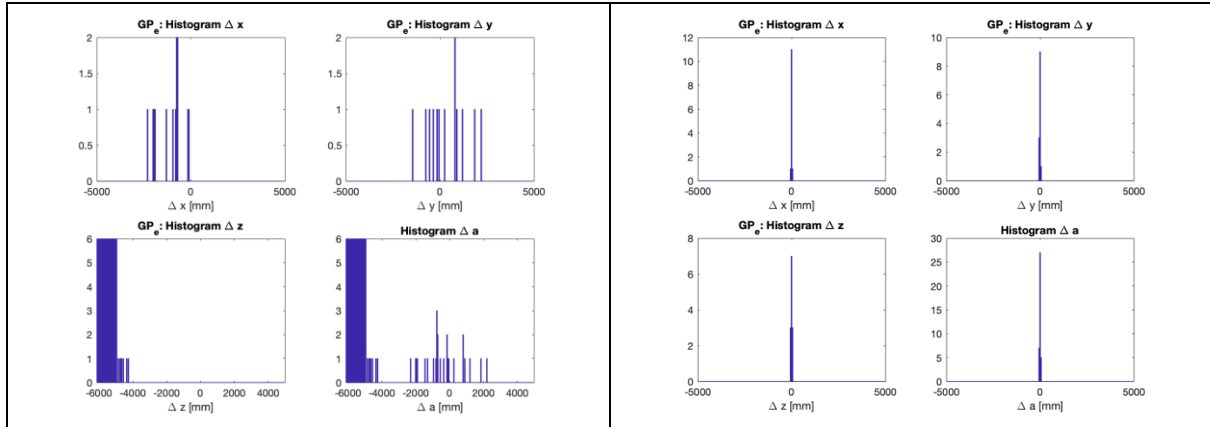 GPe: Histogram Δ x
2
1.5
1
0.5
0
-5000 0 5000
Δ x [mm]
GPe: Histogram Δ y
2
1.5
1
0.5
0
-5000 0 5000
Δ y [mm]
GPe: Histogram Δ z
6
5
4
3
2
1
0
-6000 -4000 -2000 0 2000 4000
Δ z [mm]
Histogram Δ a
6
5
4
3
2
1
0
-6000 -4000 -2000 0 2000 4000
Δ a [mm]
GPe: Histogram Δ x
12
10
8
6
4
2
0
-5000 0 5000
Δ x [mm]
GPe: Histogram Δ y
10
8
6
4
2
0
-5000 0 5000
Δ y [mm]
GPe: Histogram Δ z
8
6
4
2
0
-5000 0 5000
Δ z [mm]
Histogram Δ a
30
25
20
15
10
5
0
-5000 0 5000
Δ a [mm]